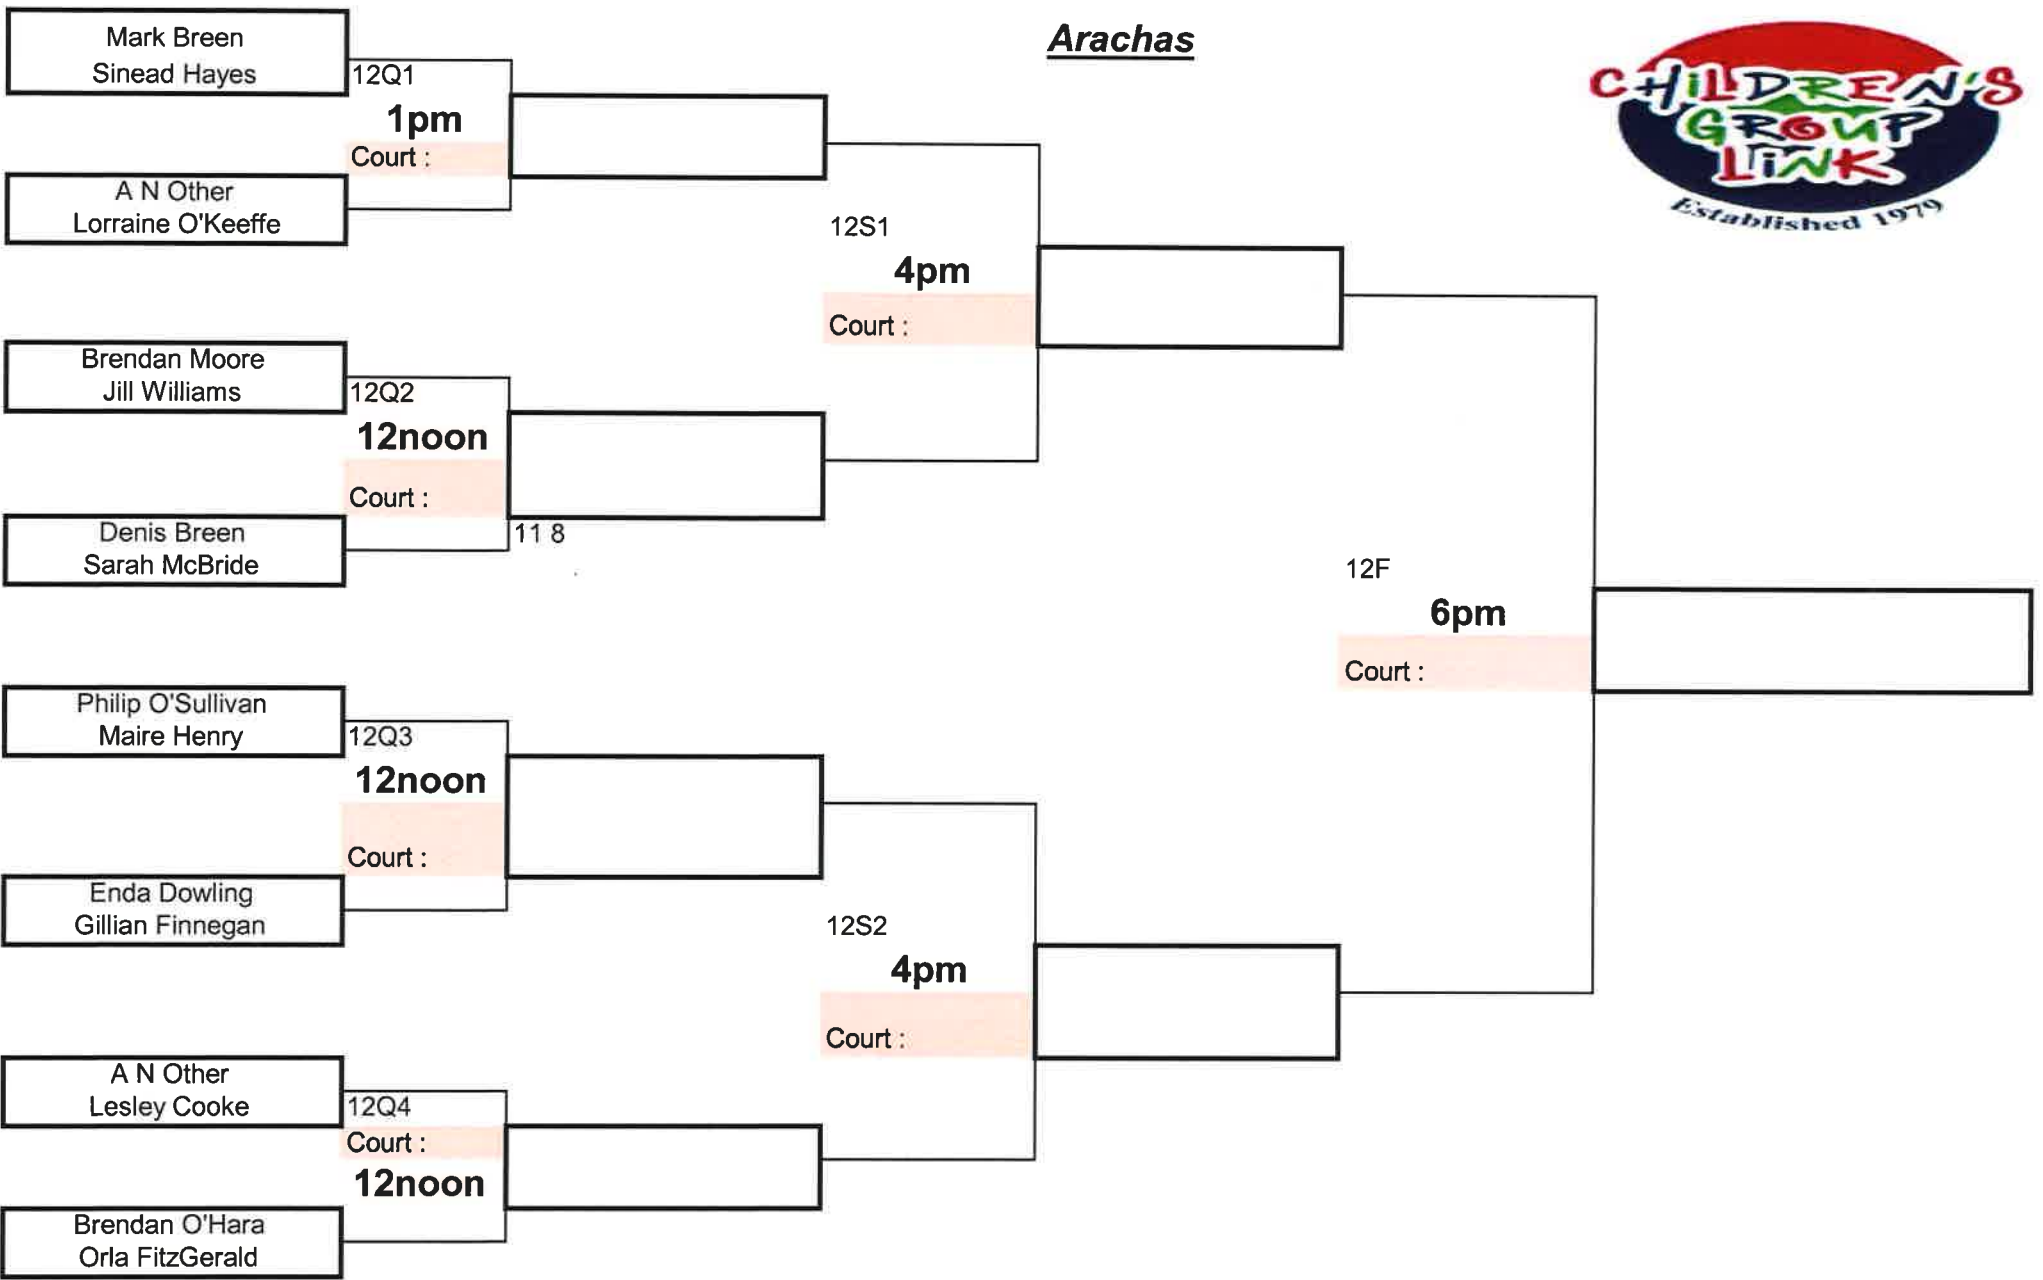 Arachas
CHiLDREN'S
GROUP
LiNK
Established 1979
Mark Breen
Sinead Hayes
12Q1
1pm
Court :
A N Other
Lorraine O'Keeffe
12S1
4pm
Court :
Brendan Moore
Jill Williams
12Q2
12noon
Court :
Denis Breen
Sarah McBride
11 8
12F
6pm
Court :
Philip O'Sullivan
Maire Henry
12Q3
12noon
Court :
Enda Dowling
Gillian Finnegan
12S2
4pm
Court :
A N Other
Lesley Cooke
12Q4
Court :
12noon
Brendan O'Hara
Orla FitzGerald